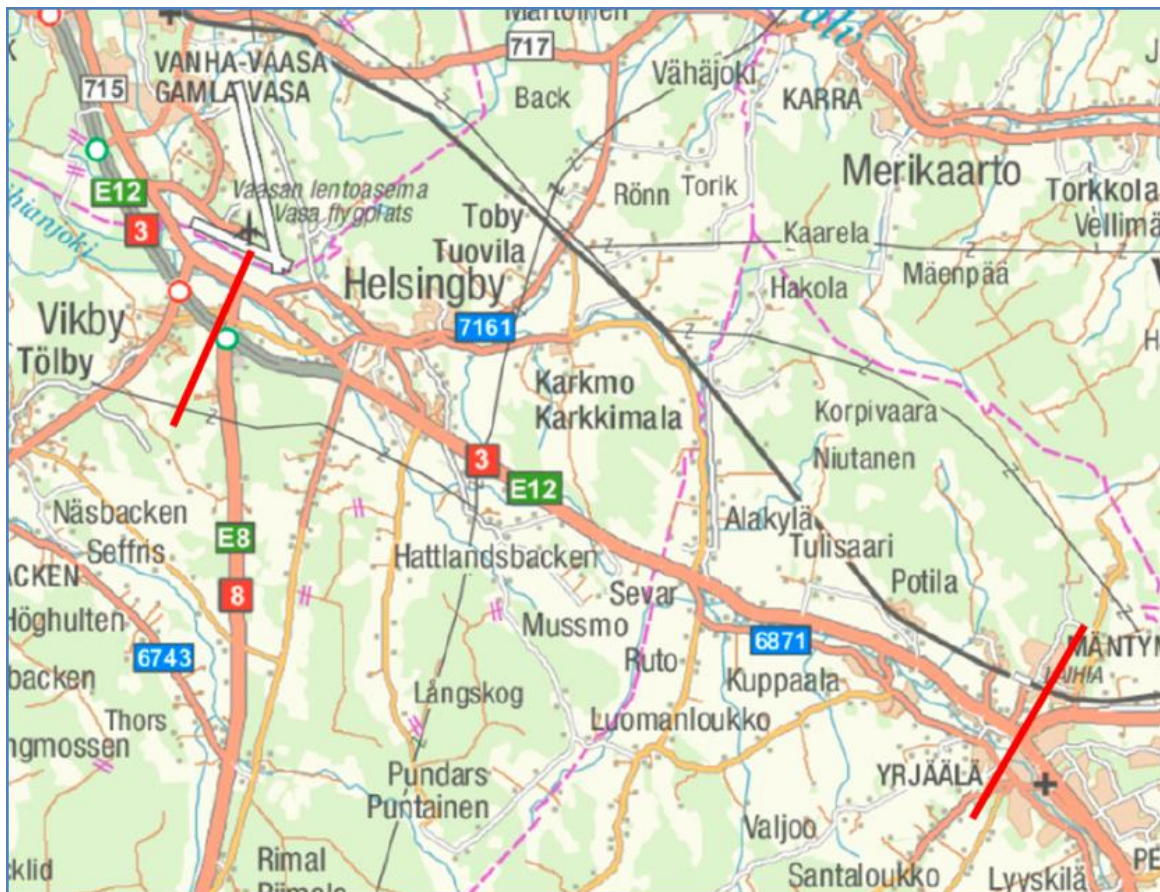 Martoinen
717
VANHA-VAASA
GAMLA VASA
715
Vähäjoki
Back
KARRA
Merikaarto
E12
Vaasan lentoasema
Vasa flygplats
Rönn
Torik
Torkkola
3
Toby
Tuovila
Kaarela
Mäenpää
Helsingby
Hakola
Vikby
7161
Tölby
Karkmo
Karkkimala
Korpivaara
3
Niutanen
E12
Näsbacken
Seffris
Alakylä
E8
Tulisaari
Hattlandsbacken
Potila
8
Sevar
Mussmo
6871
6743
Ruto
Kuppaala
LAIHIA
Långskog
Thors
Luomanloukko
Pundars
Puntainen
YRJÄÄLÄ
Valjoo
Rimal
Santaloukko
Lyyskilä